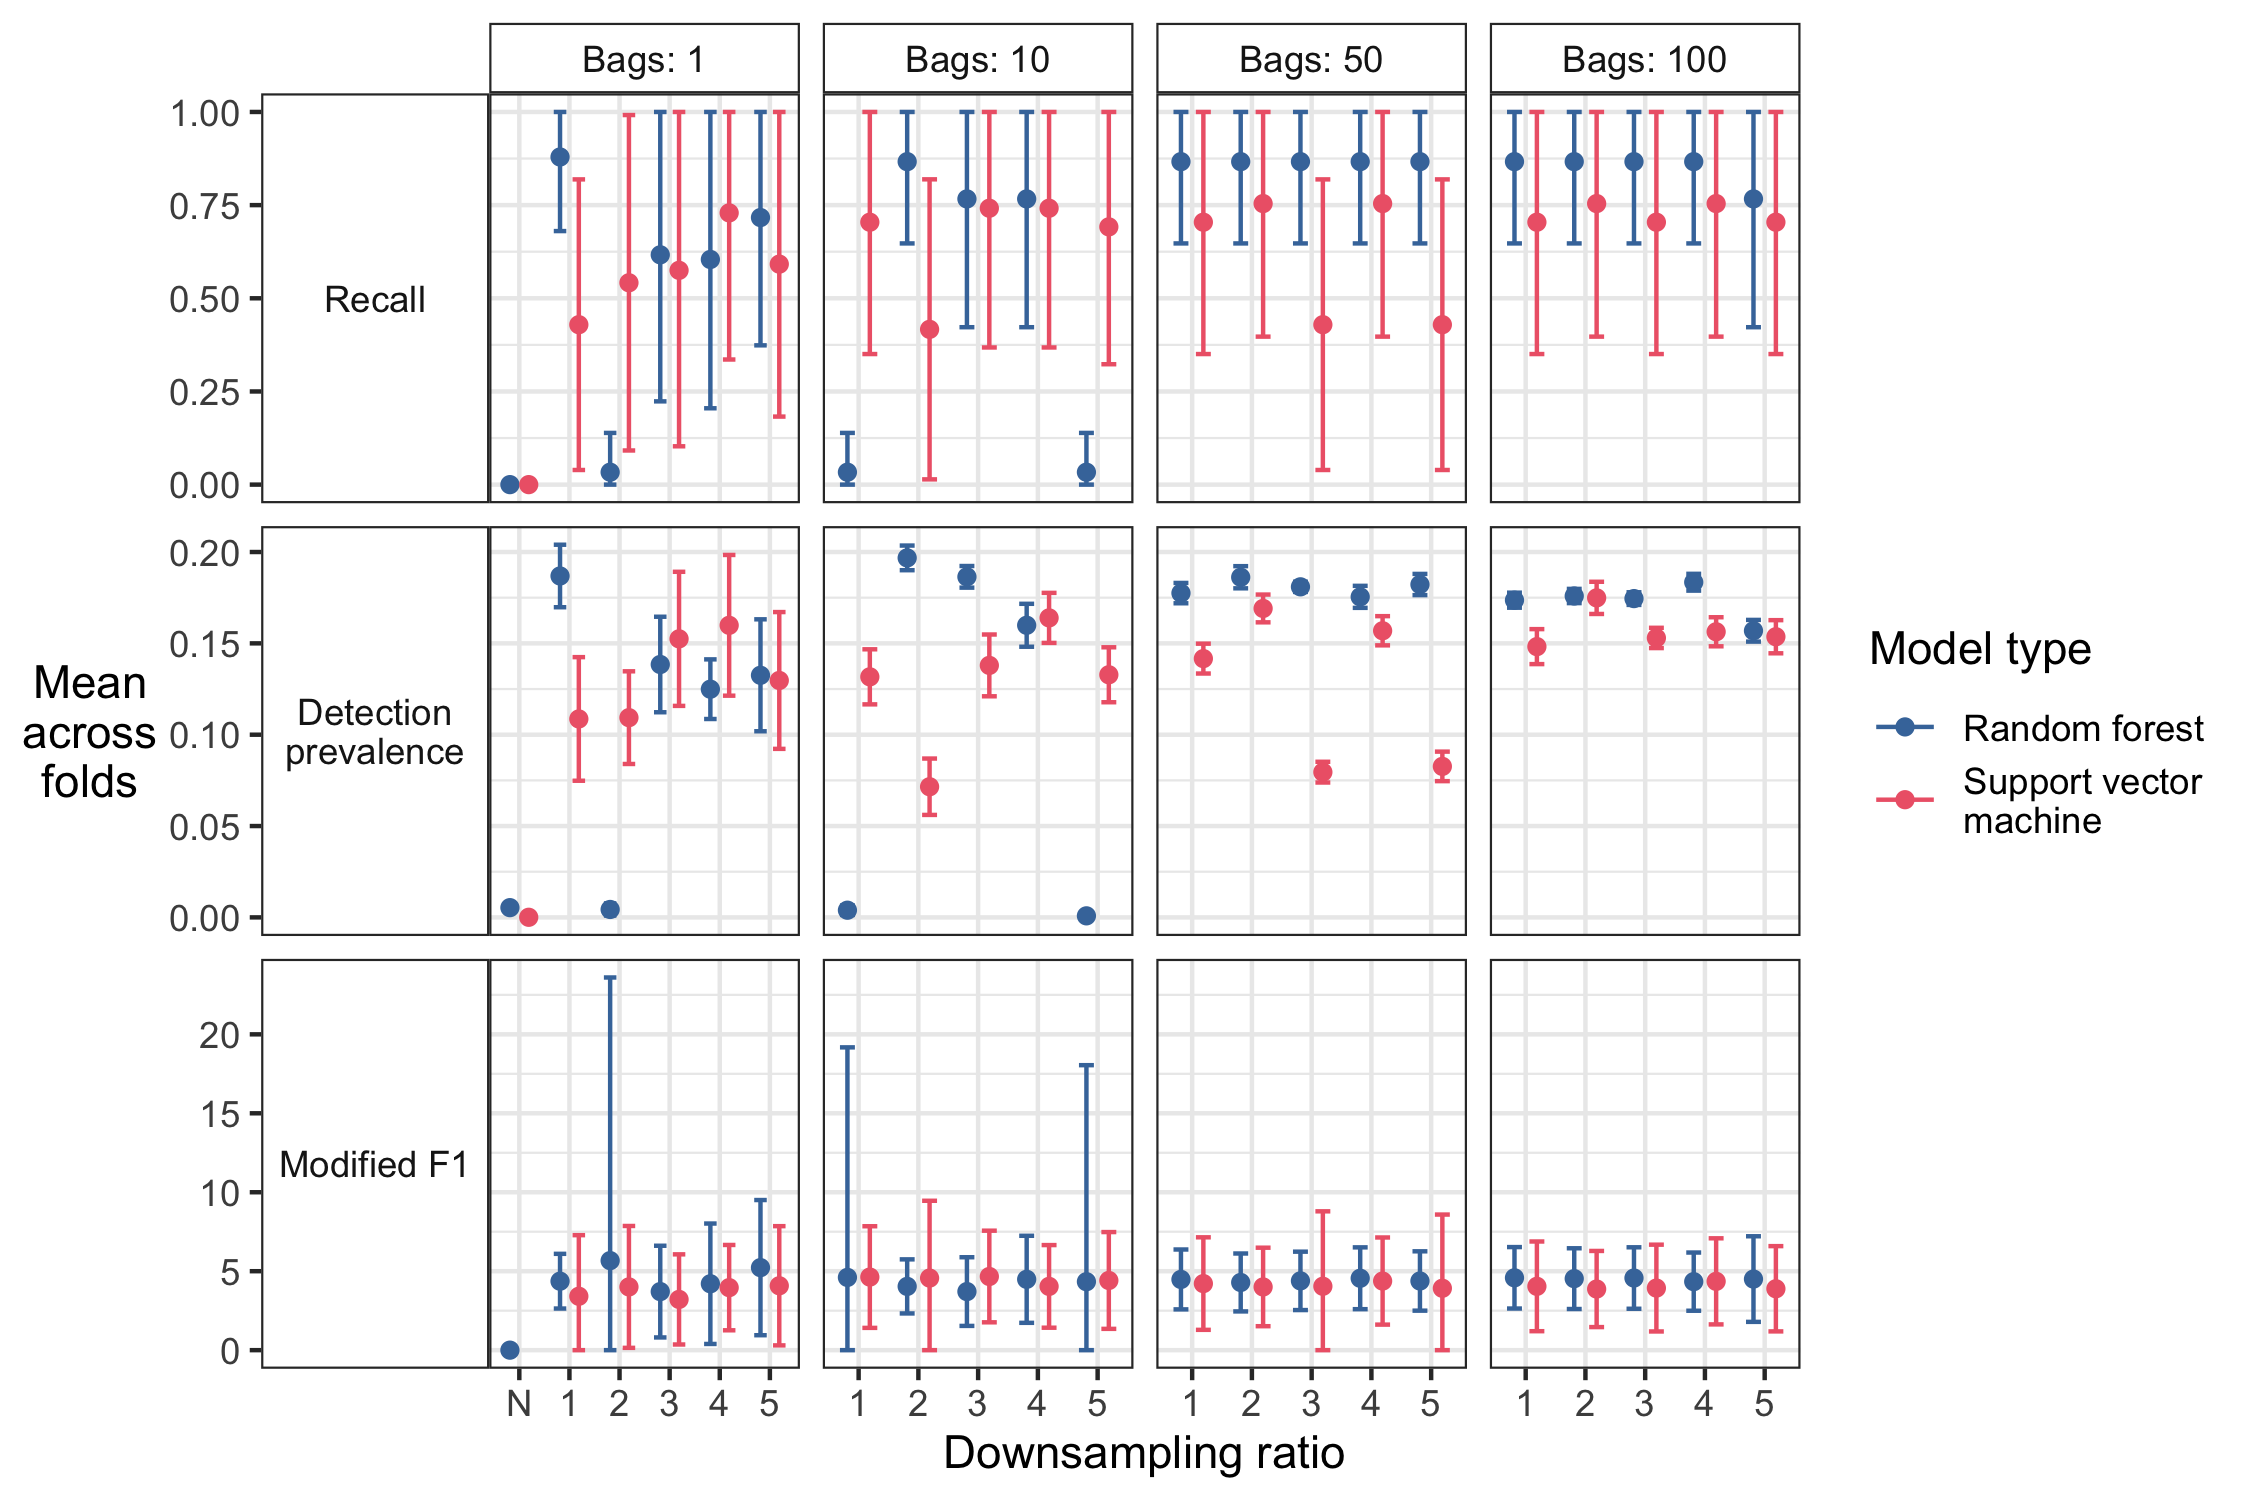 Bags: 1
Bags: 10
Bags: 50
Bags: 100
1.00
0.75
0.50
0.25
0.00
Recall
0.20
0.15
0.10
0.05
0.00
Detection
prevalence
20
15
10
5
0
Modified F1
Mean
across
folds
N 1 2 3 4 5
1 2 3 4 5
1 2 3 4 5
1 2 3 4 5
Downsampling ratio
Model type
Random forest
Support vector
machine